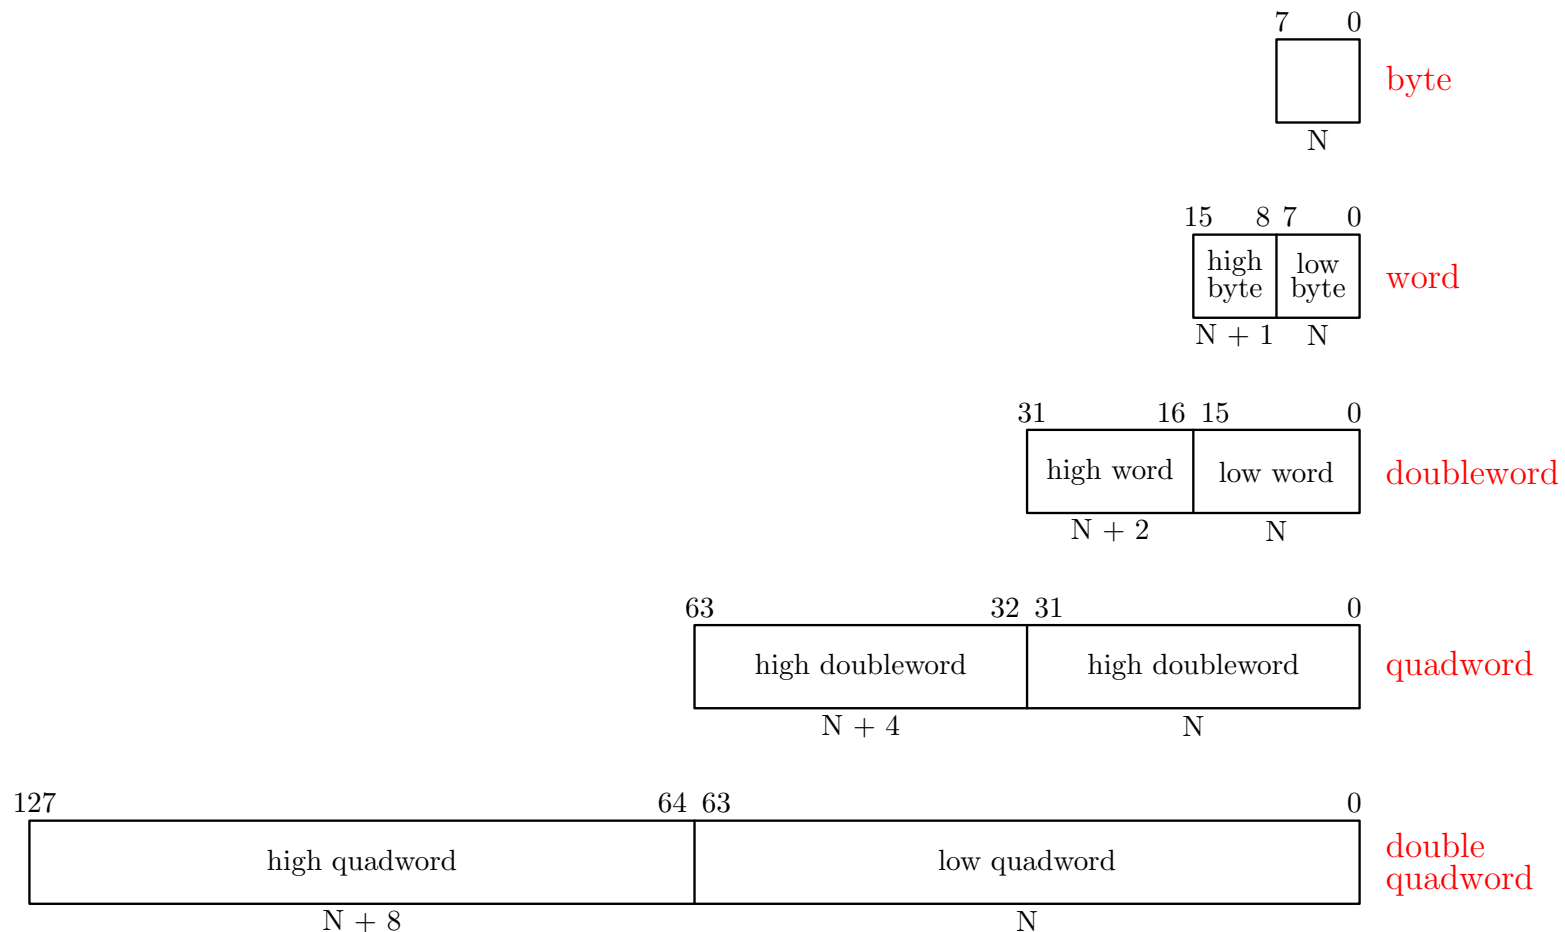 7 0
byte
N
15 8 7 0
high
byte
low
byte
word
N + 1 N
31 16 15 0
high word low word
doubleword
N + 2 N
63 32 31 0
high doubleword high doubleword
quadword
N + 4 N
127 64 63 0
high quadword low quadword
double
quadword
N + 8 N